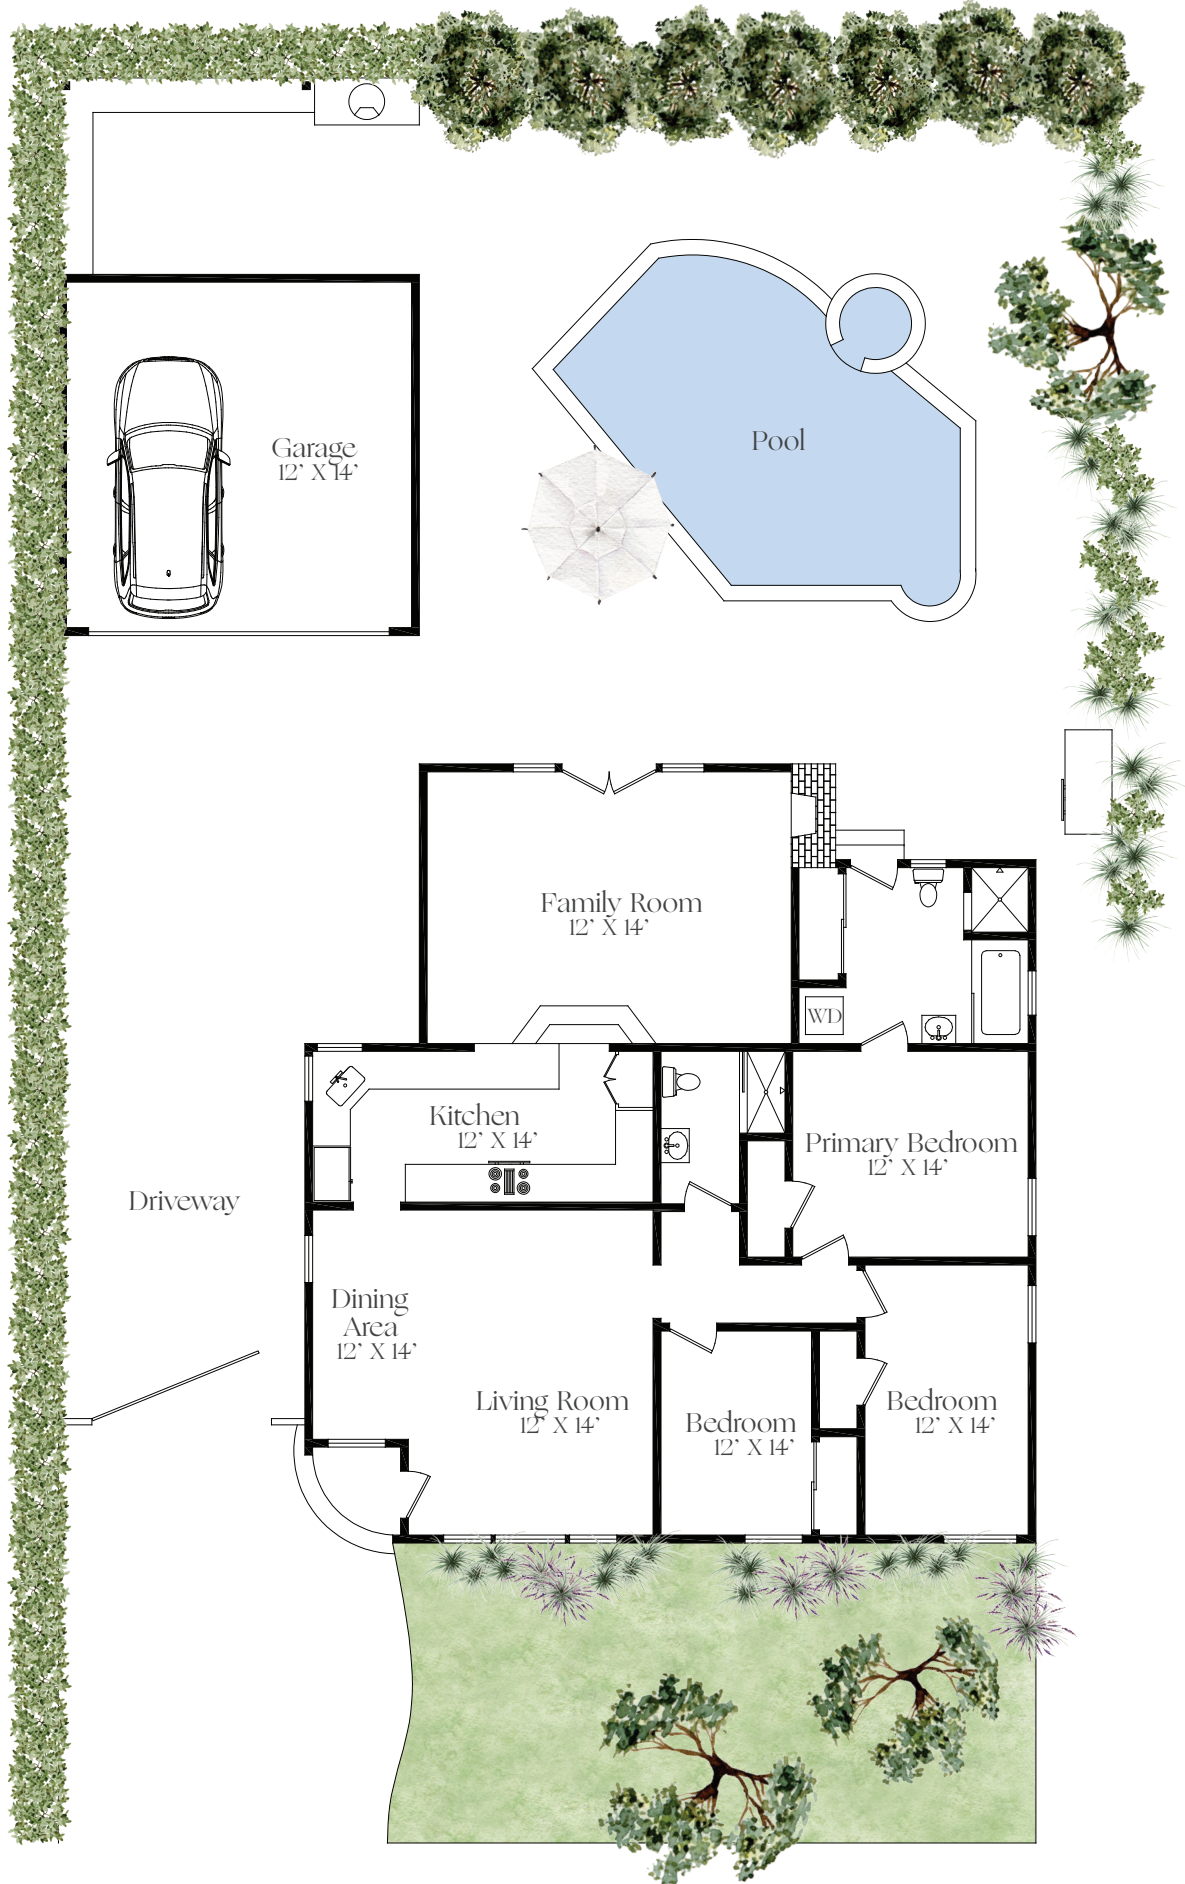 Garage
12’ X 14’
Pool
Family Room
12’ X 14’
WD
Kitchen
12’ X 14’
Primary Bedroom
12’ X 14’
Driveway
Dining
Area
12’ X 14’
Living Room
12’ X 14’
Bedroom
12’ X 14’
Bedroom
12’ X 14’